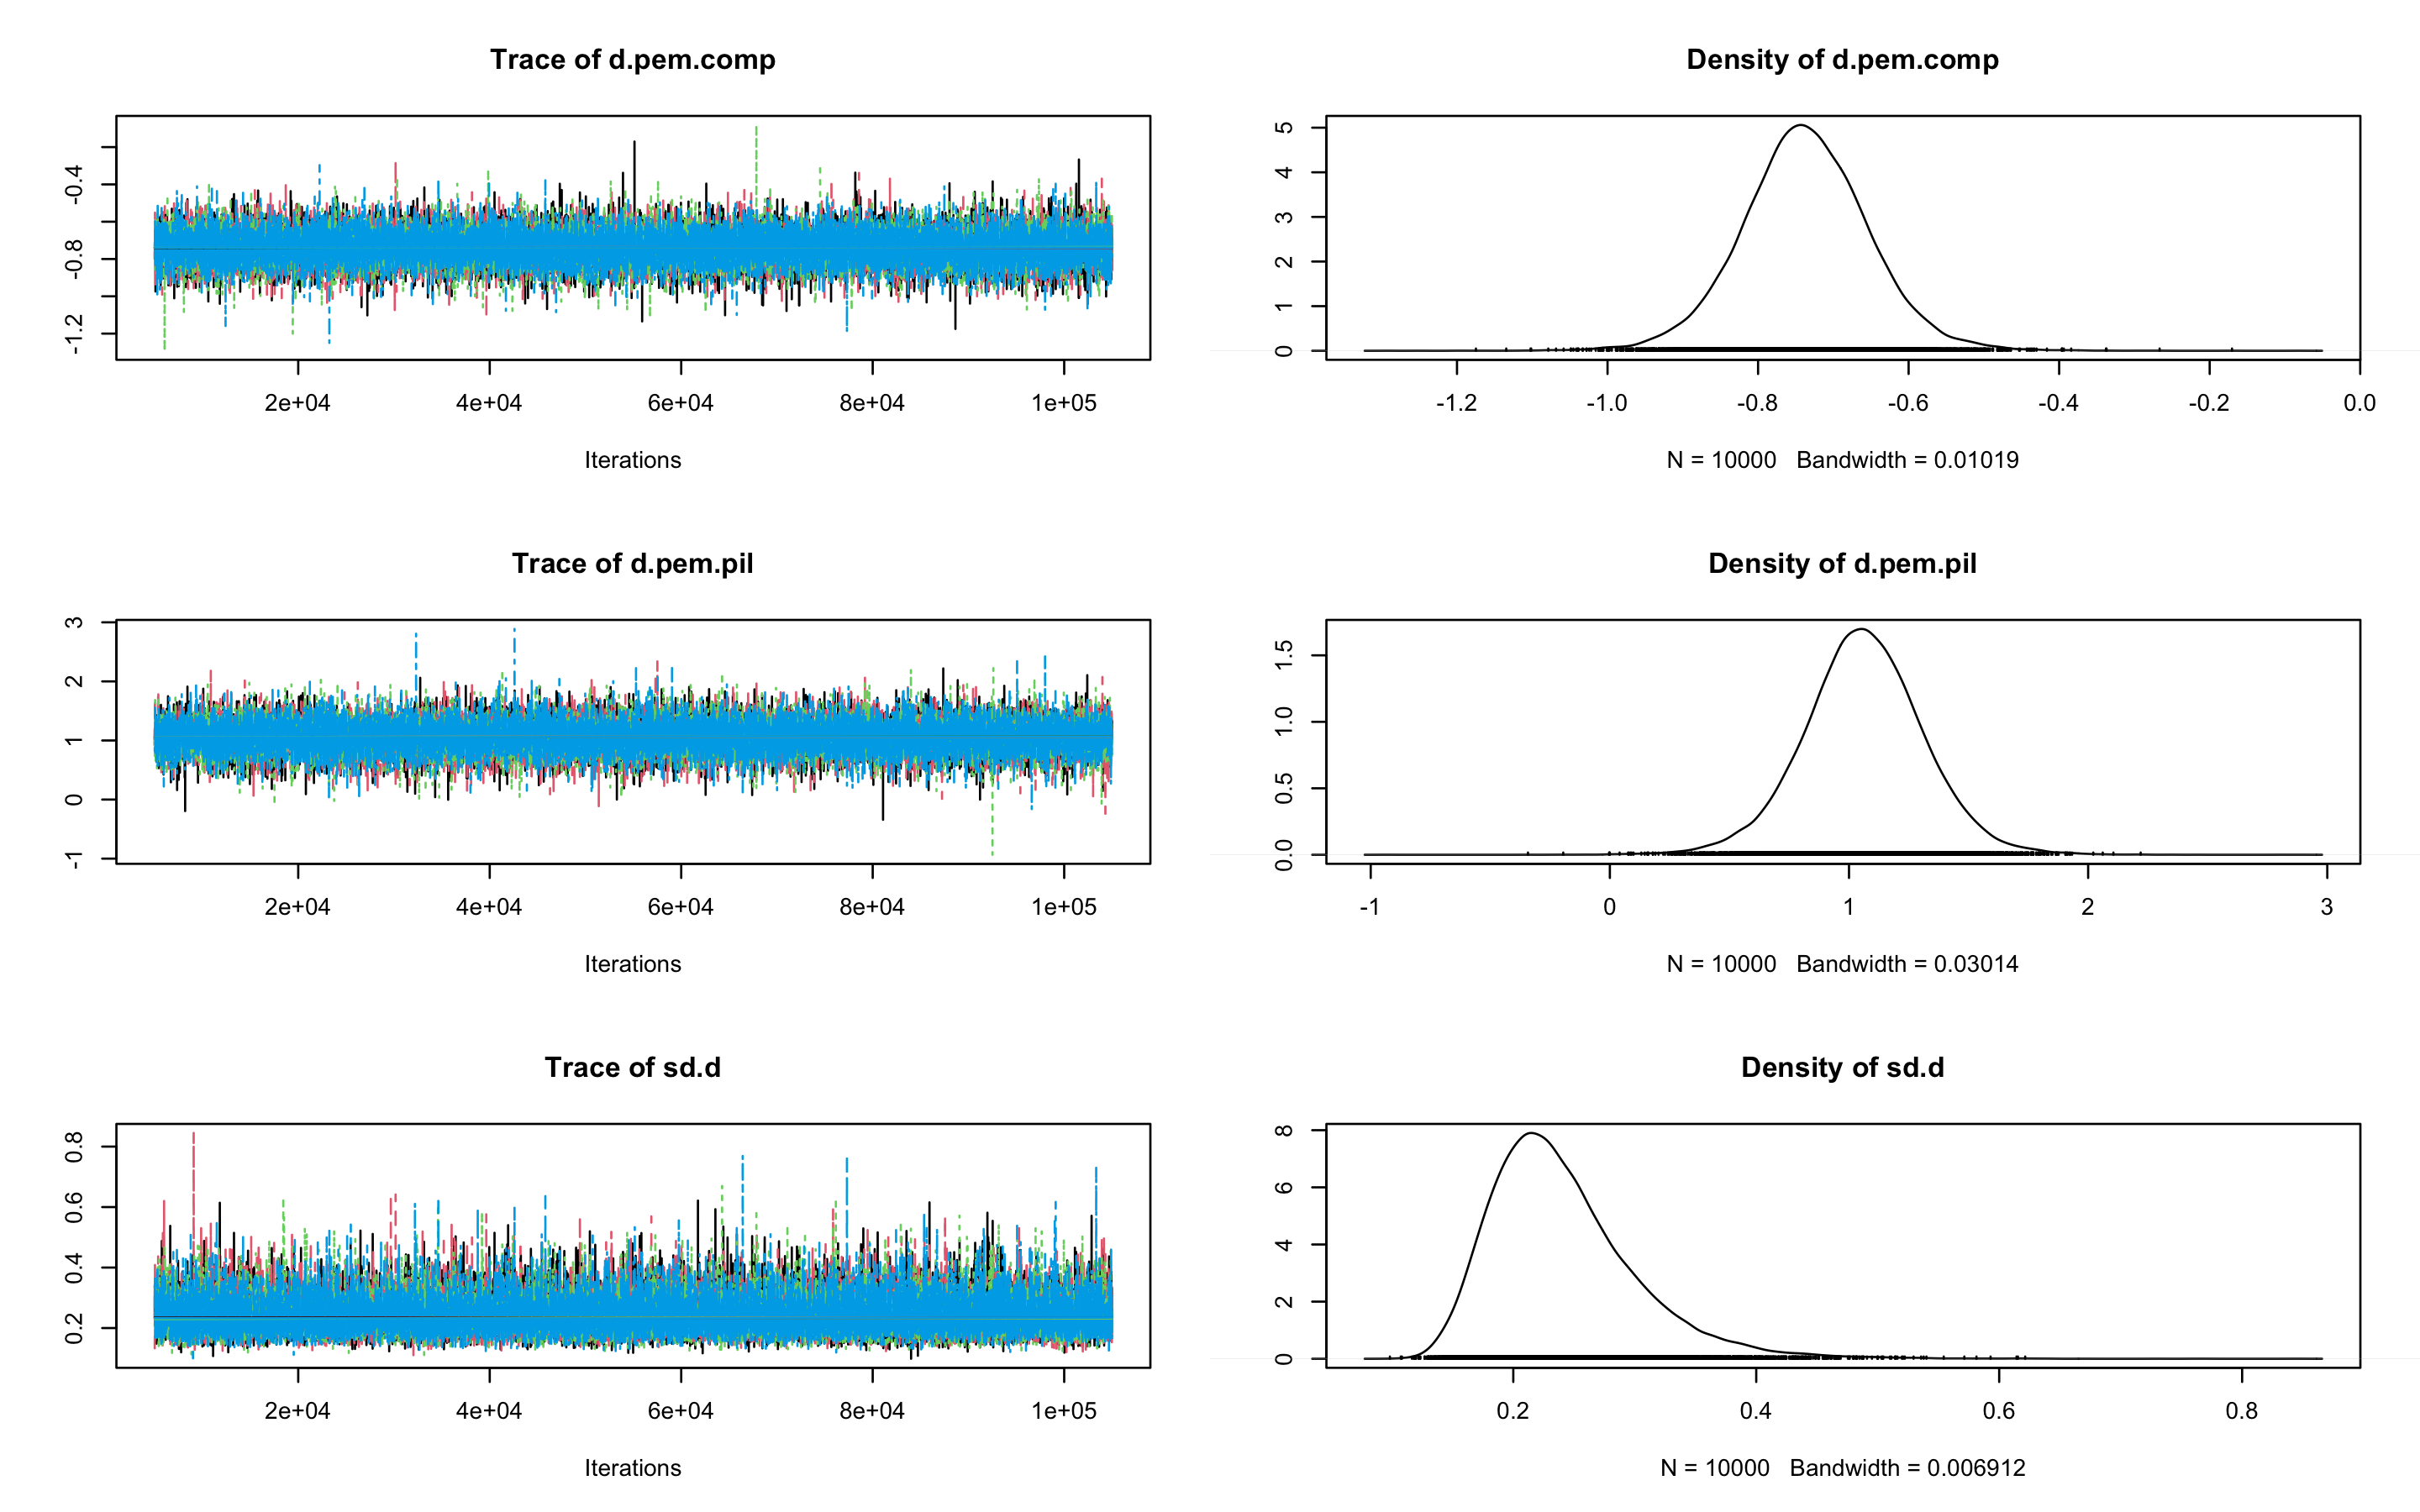 Trace of d.pem.comp
-0.4
-0.8
-1.2
2e+04 4e+04 6e+04 8e+04 1e+05
Iterations
Density of d.pem.comp
5
4
3
2
1
0
-1.2 -1.0 -0.8 -0.6 -0.4 -0.2 0.0
N = 10000 Bandwidth = 0.01019
Trace of d.pem.pil
3
2
1
0
-1
2e+04 4e+04 6e+04 8e+04 1e+05
Iterations
Density of d.pem.pil
1.5
1.0
0.5
0.0
-1 0 1 2 3
N = 10000 Bandwidth = 0.03014
Trace of sd.d
0.8
0.6
0.4
0.2
2e+04 4e+04 6e+04 8e+04 1e+05
Iterations
Density of sd.d
8
6
4
2
0
0.2 0.4 0.6 0.8
N = 10000 Bandwidth = 0.006912